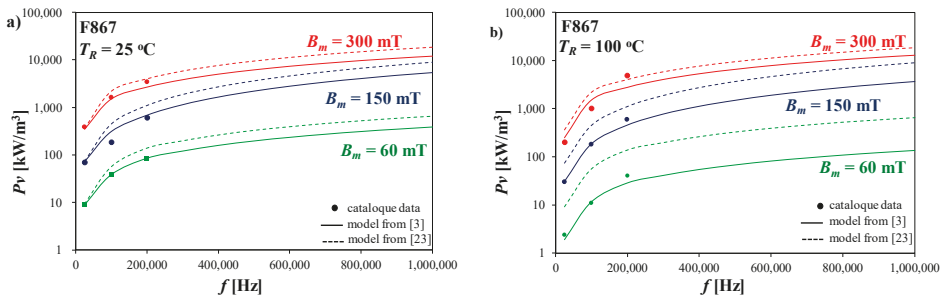 a)
F867
T_R = 25 °C
B_m = 300 mT
B_m = 150 mT
B_m = 60 mT
Pv [kW/m³]
100,000
10,000
1,000
100
10
1
catalaque data
model from [3]
model from [23]
0
200,000
400,000
600,000
800,000
1,000,000
f [Hz]
b)
F867
T_R = 100 °C
B_m = 300 mT
B_m = 150 mT
B_m = 60 mT
Pv [kW/m³]
100,000
10,000
1,000
100
10
1
cataloque data
model from [3]
model from [23]
0
200,000
400,000
600,000
800,000
1,000,000
f [Hz]